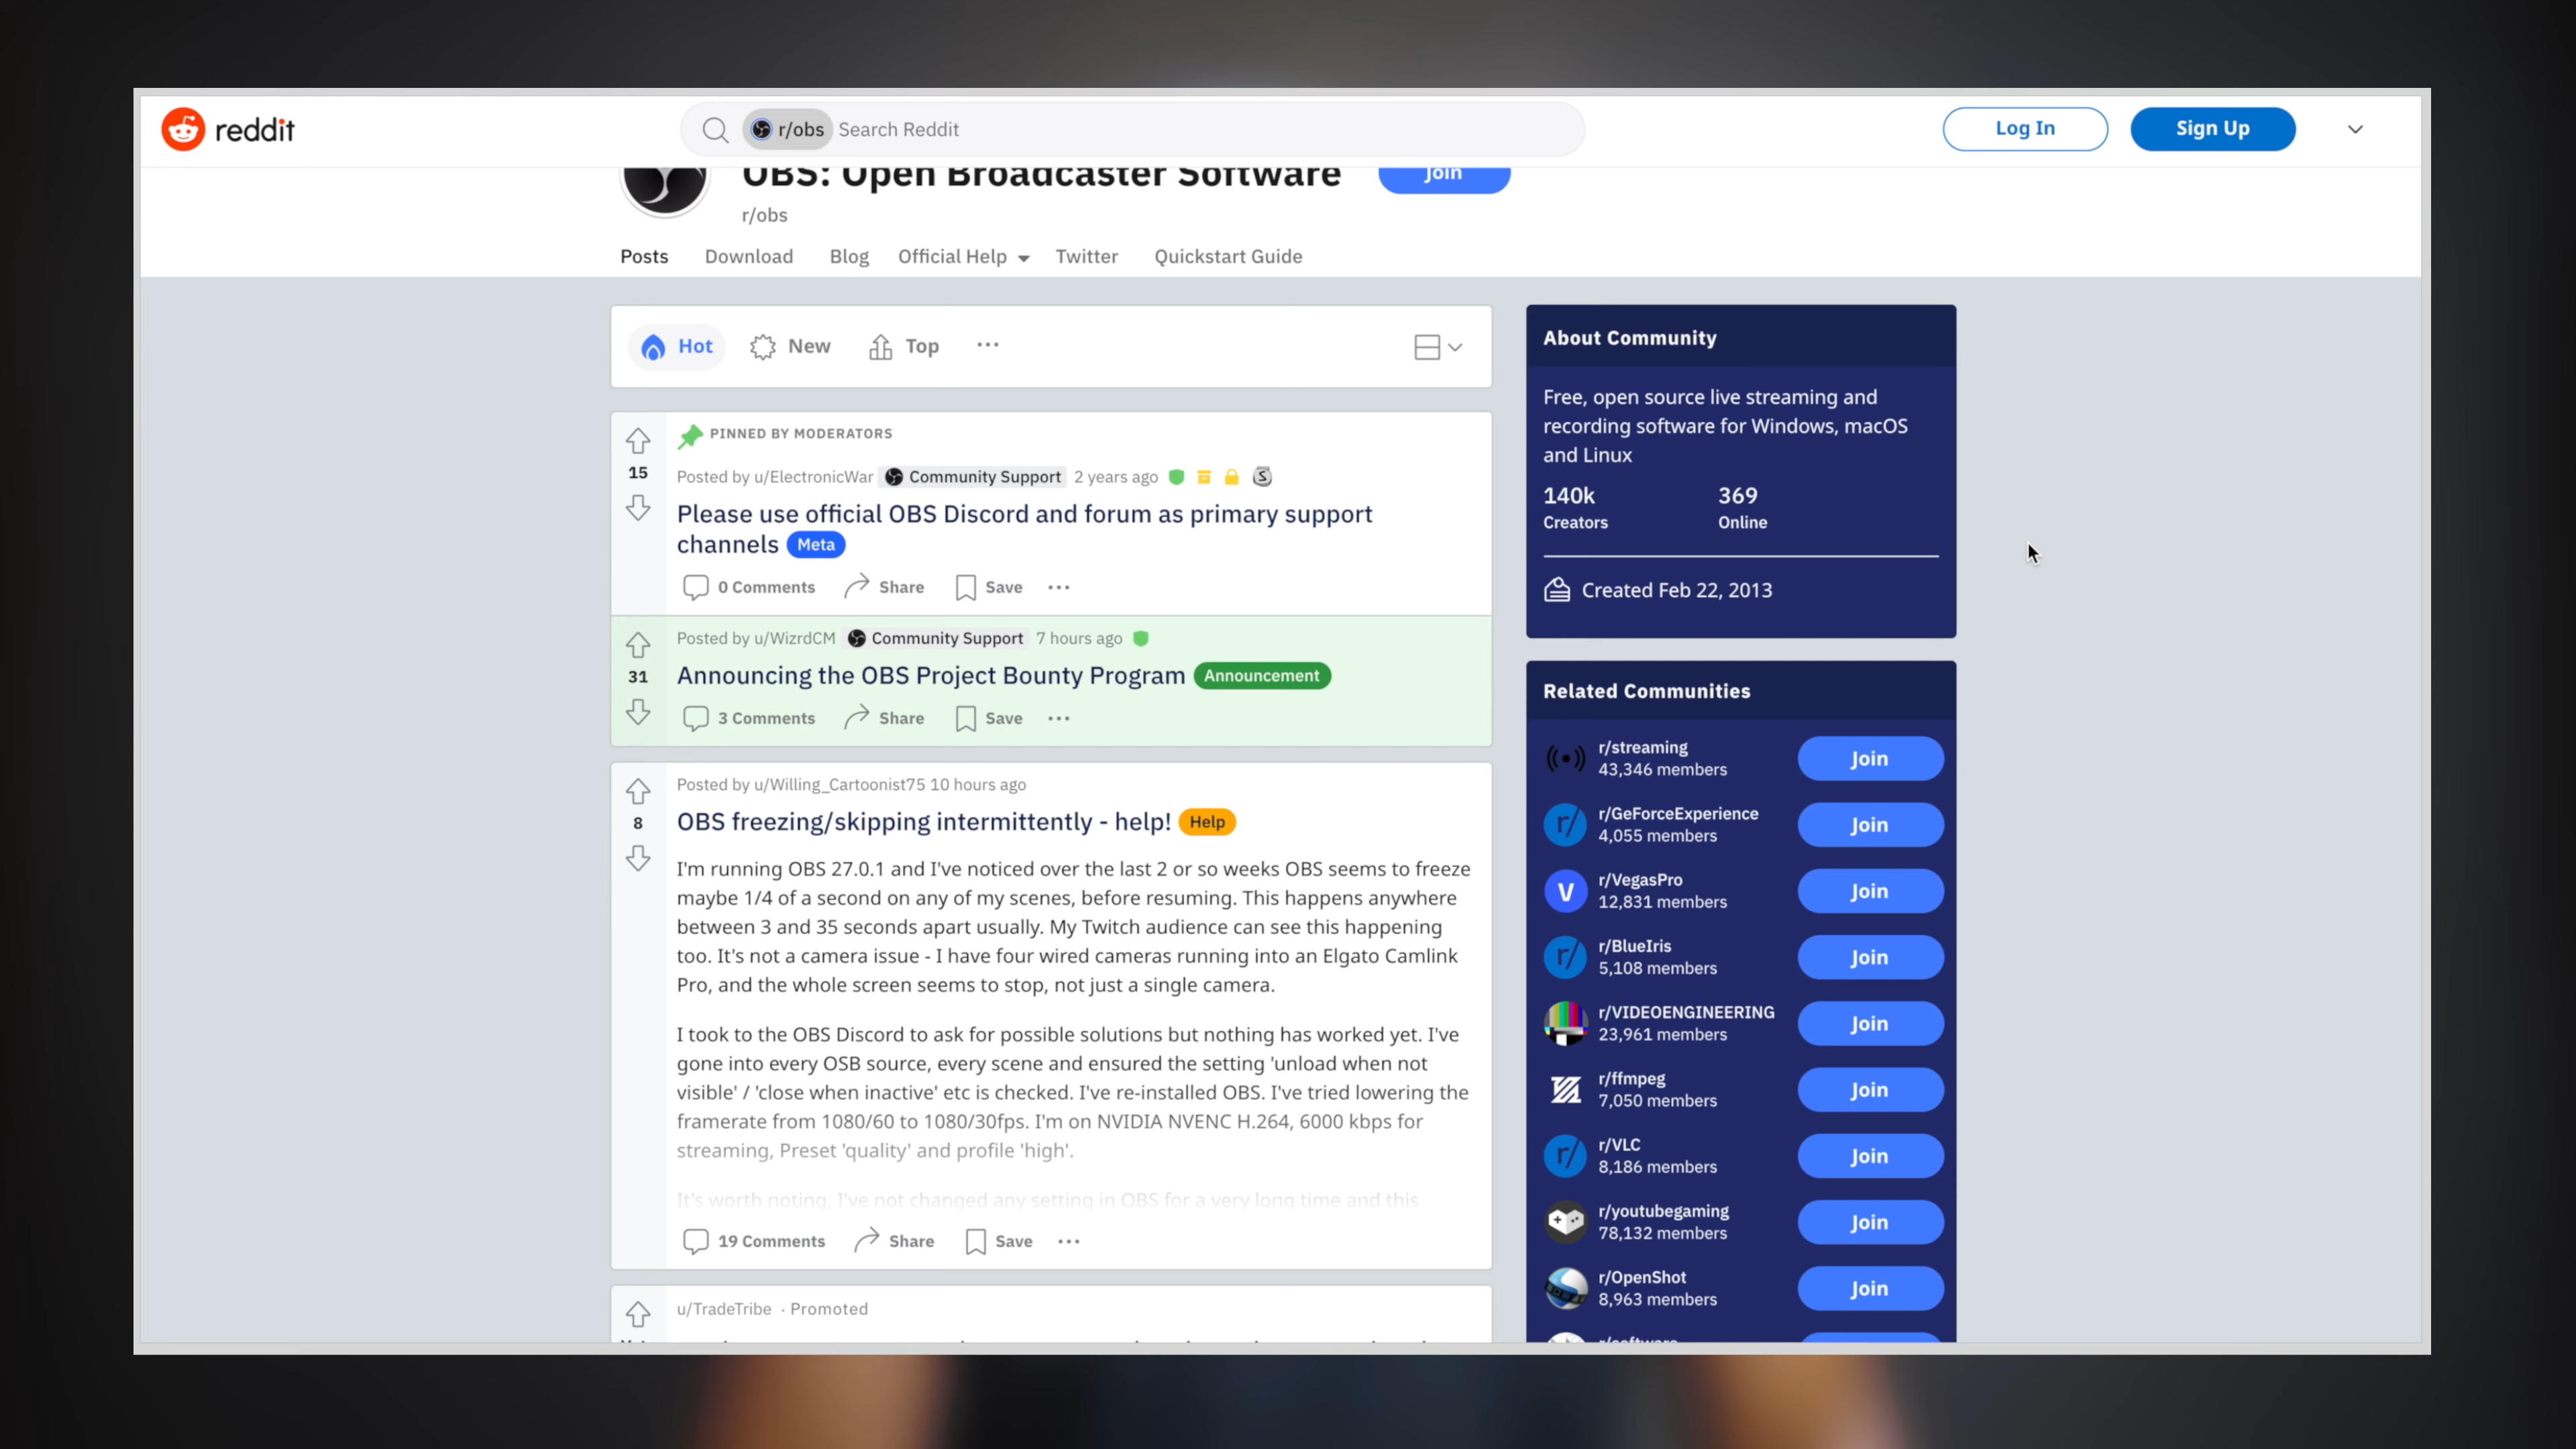 reddit
r/obs Search Reddit
Log In
Sign Up
OBS: Open Broadcaster Software
Join
r/obs
Posts
Download
Blog
Official Help
Twitter
Quickstart Guide
Hot
New
Top
PINNED BY MODERATORS
15
Posted by u/ElectronicWar Community Support 2 years ago
Please use official OBS Discord and forum as primary support
channels Meta
0 Comments Share Save
Posted by u/WizrdCM Community Support 7 hours ago
31
Announcing the OBS Project Bounty Program Announcement
3 Comments Share Save
Posted by u/Willing_Cartoonist75 10 hours ago
8
OBS freezing/skipping intermittently - help! Help
I'm running OBS 27.0.1 and I've noticed over the last 2 or so weeks OBS seems to freeze
maybe 1/4 of a second on any of my scenes, before resuming. This happens anywhere
between 3 and 35 seconds apart usually. My Twitch audience can see this happening
too. It's not a camera issue - I have four wired cameras running into an Elgato Camlink
Pro, and the whole screen seems to stop, not just a single camera.
I took to the OBS Discord to ask for possible solutions but nothing has worked yet. I've
gone into every OSB source, every scene and ensured the setting 'unload when not
visible' / 'close when inactive' etc is checked. I've re-installed OBS. I've tried lowering the
framerate from 1080/60 to 1080/30fps. I'm on NVIDIA NVENC H.264, 6000 kbps for
streaming, Preset 'quality' and profile 'high'.
It's worth noting, I've not changed any setting in OBS for a very long time and this
19 Comments Share Save
u/TradeTribe · Promoted
About Community
Free, open source live streaming and
recording software for Windows, macOS
and Linux
140k
Creators
369
Online
Created Feb 22, 2013
Related Communities
r/streaming
43,346 members
Join
r/GeForceExperience
4,055 members
Join
r/VegasPro
12,831 members
Join
r/BlueIris
5,108 members
Join
r/VIDEOENGINEERING
23,961 members
Join
r/ffmpeg
7,050 members
Join
r/VLC
8,186 members
Join
r/youtubegaming
78,132 members
Join
r/OpenShot
8,963 members
Join
r/software